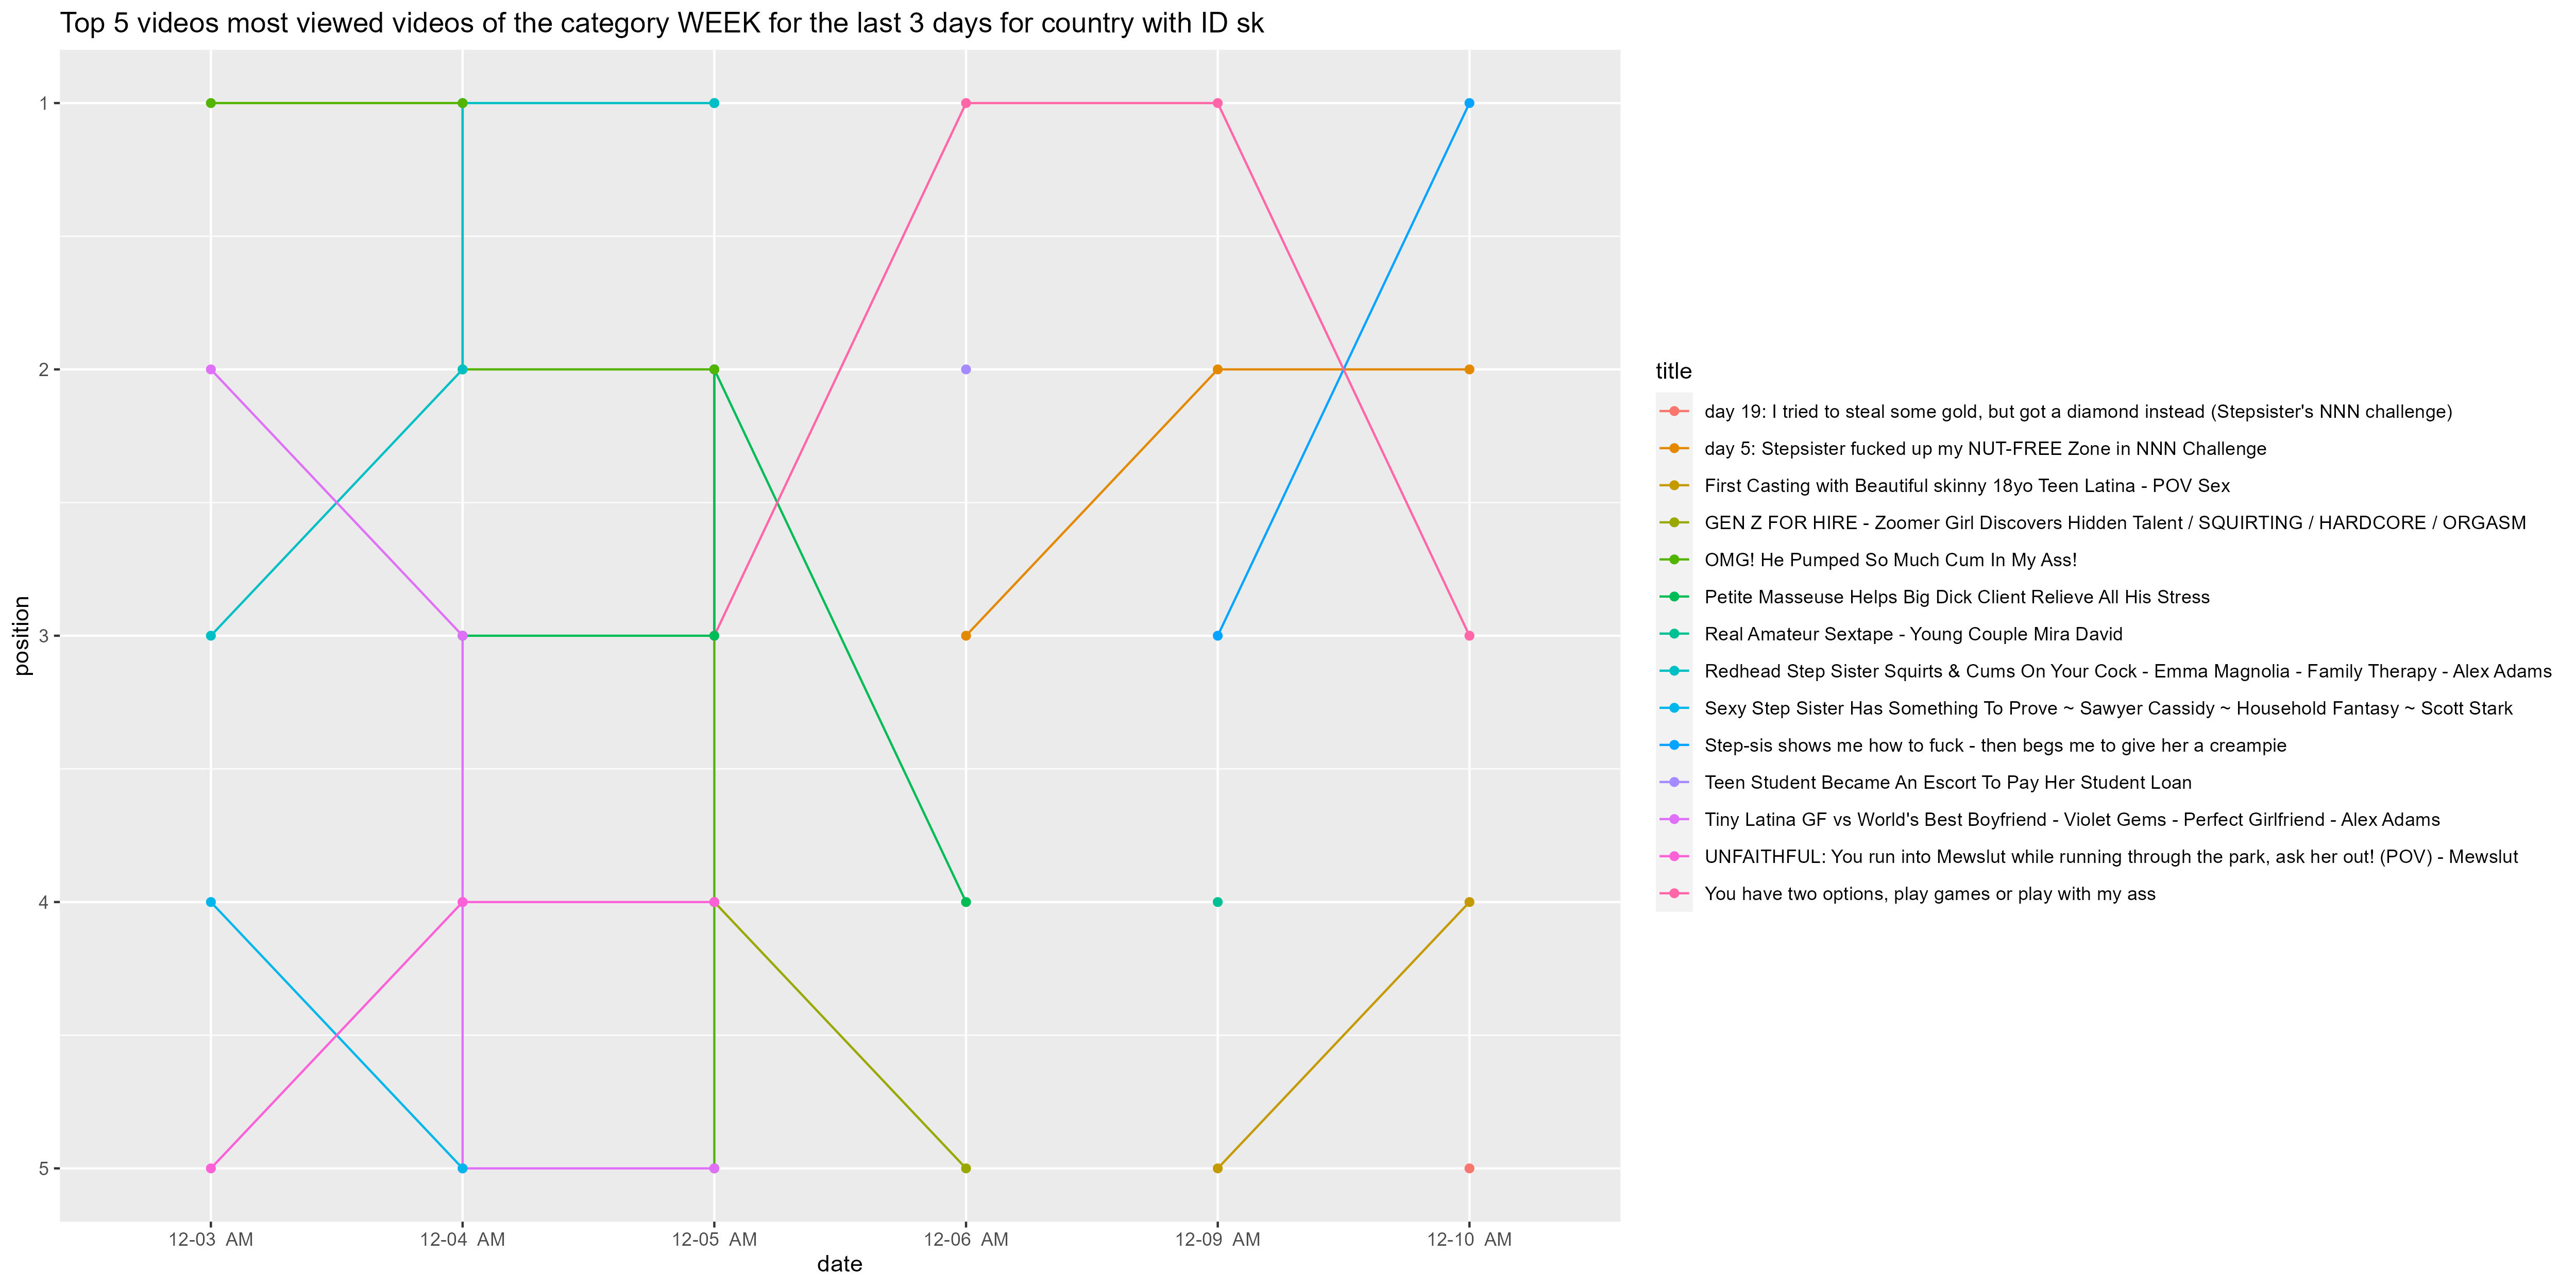 Top 5 videos most viewed videos of the category WEEK for the last 3 days for country with ID sk
position
1
2
3
4
5
12-03 AM
12-04 AM
12-05 AM
12-06 AM
12-09 AM
12-10 AM
date
title
day 19: I tried to steal some gold, but got a diamond instead (Stepsister's NNN challenge)
day 5: Stepsister fucked up my NUT-FREE Zone in NNN Challenge
First Casting with Beautiful skinny 18yo Teen Latina - POV Sex
GEN Z FOR HIRE - Zoomer Girl Discovers Hidden Talent / SQUIRTING / HARDCORE / ORGASM
OMG! He Pumped So Much Cum In My Ass!
Petite Masseuse Helps Big Dick Client Relieve All His Stress
Real Amateur Sextape - Young Couple Mira David
Redhead Step Sister Squirts & Cums On Your Cock - Emma Magnolia - Family Therapy - Alex Adams
Sexy Step Sister Has Something To Prove ~ Sawyer Cassidy ~ Household Fantasy ~ Scott Stark
Step-sis shows me how to fuck - then begs me to give her a creampie
Teen Student Became An Escort To Pay Her Student Loan
Tiny Latina GF vs World's Best Boyfriend - Violet Gems - Perfect Girlfriend - Alex Adams
UNFAITHFUL: You run into Mewslut while running through the park, ask her out! (POV) - Mewslut
You have two options, play games or play with my ass